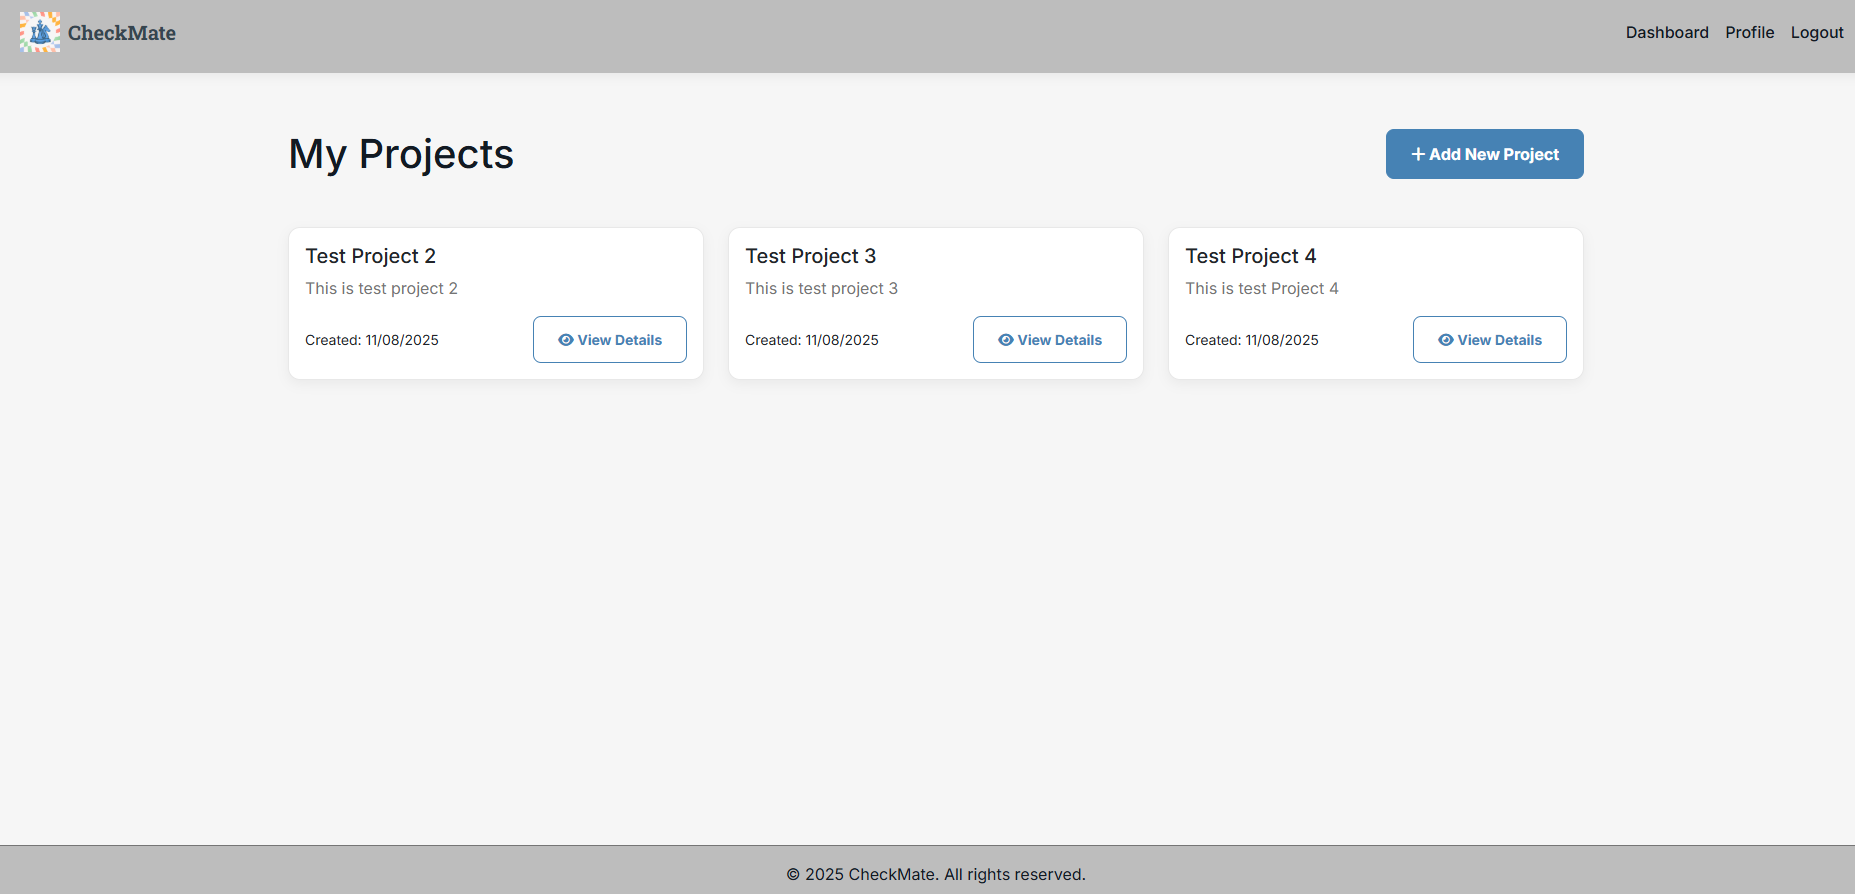 CheckMate
Dashboard Profile Logout
My Projects
Add New Project
Test Project 2
This is test project 2
Created: 11/08/2025
View Details
Test Project 3
This is test project 3
Created: 11/08/2025
View Details
Test Project 4
This is test Project 4
Created: 11/08/2025
View Details
© 2025 CheckMate. All rights reserved.